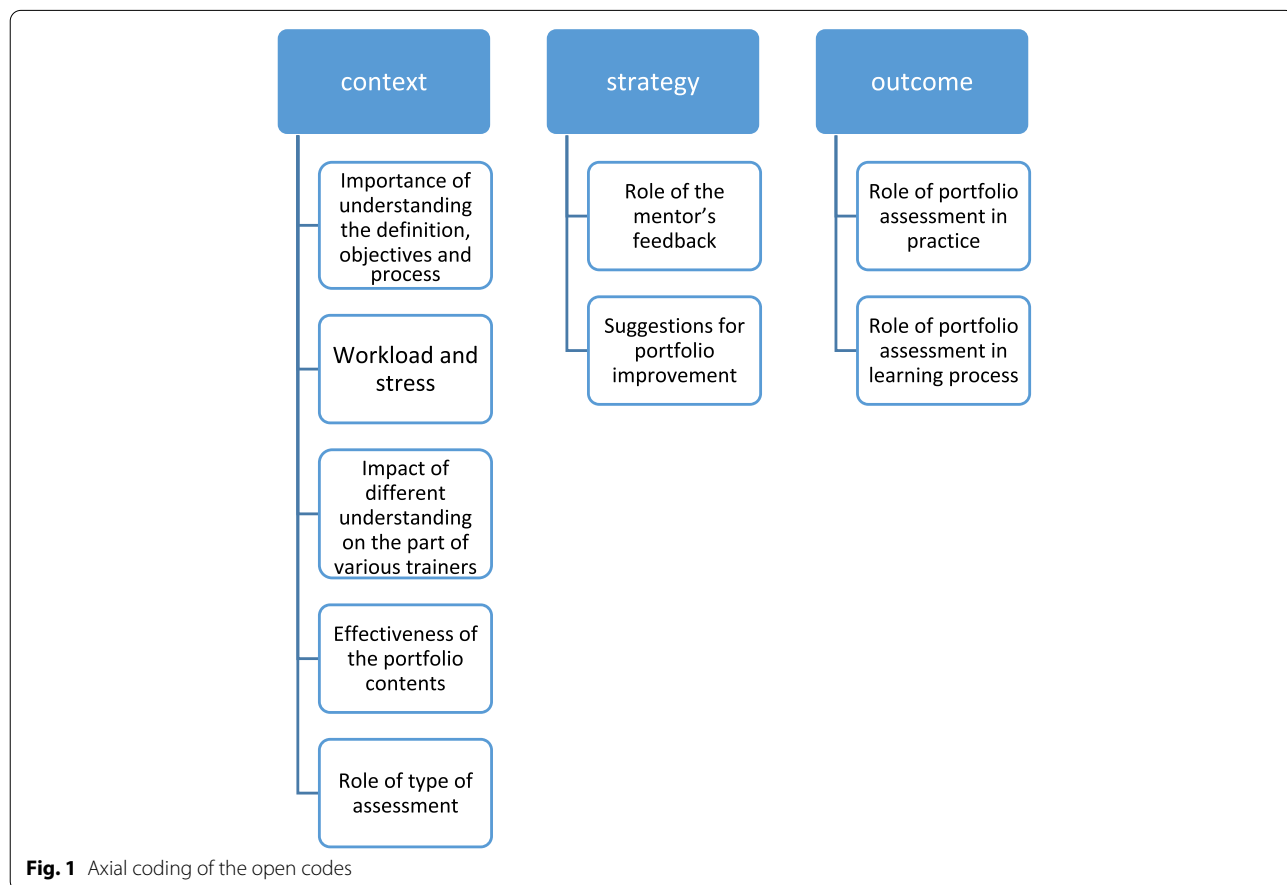 context
Importance of
understanding
the definition,
objectives and
process
Workload and
stress
Impact of
different
understanding
on the part of
various trainers
Effectiveness of
the portfolio
contents
Role of type of
assessment
strategy
Role of the
mentor’s
feedback
Suggestions for
portfolio
improvement
outcome
Role of portfolio
assessment in
practice
Role of portfolio
assessment in
learning process
Fig. 1 Axial coding of the open codes